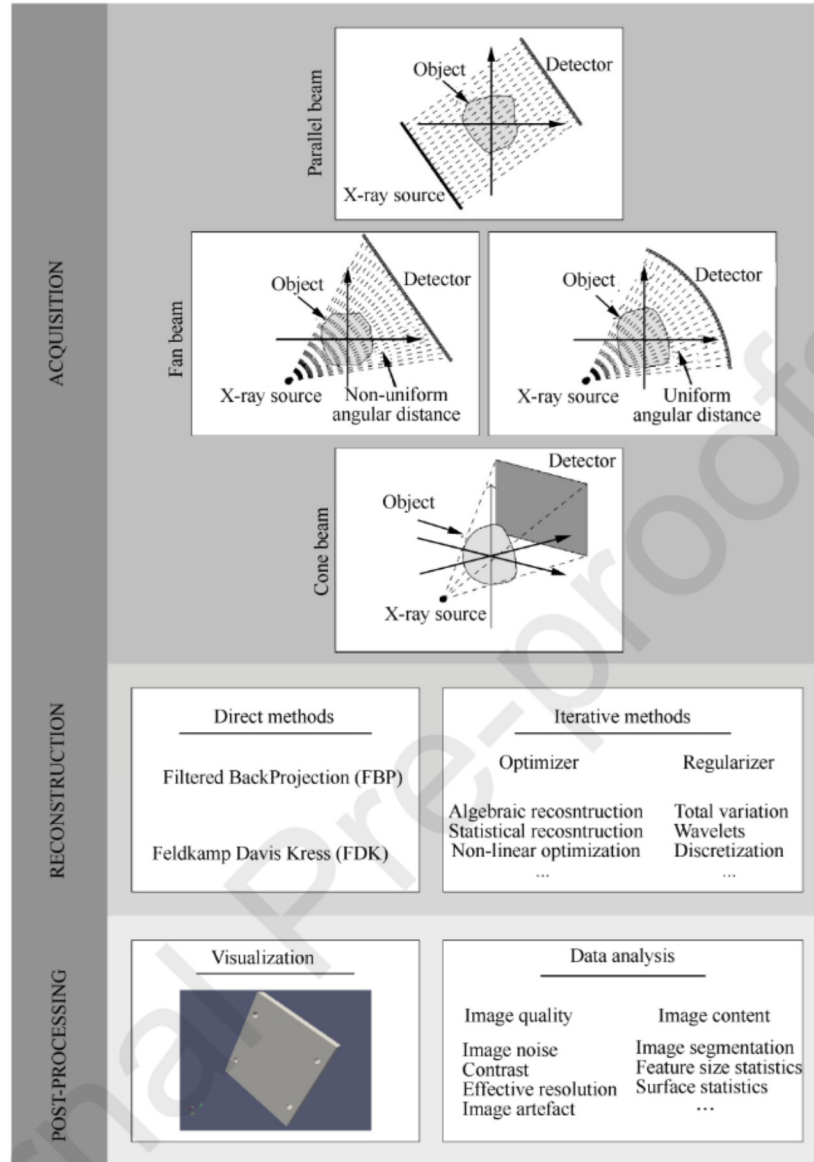 ACQUISITION
Parallel beam
Object
Detector
X-ray source
Fan beam
Object
Detector
X-ray source
Non-uniform
angular distance
Object
Detector
X-ray source
Uniform
angular distance
Cone beam
Detector
Object
X-ray source
RECONSTRUCTION
Direct methods
Filtered BackProjection (FBP)
Feldkamp Davis Kress (FDK)
Iterative methods
Optimizer
Algebraic recosntruction
Statistical recosntruction
Non-linear optimization
...
Regularizer
Total variation
Wavelets
Discretization
...
POST-PROCESSING
Visualization
Data analysis
Image quality
Image noise
Contrast
Effective resolution
Image artefact
Image content
Image segmentation
Feature size statistics
Surface statistics
...
rnal Pre-proofs